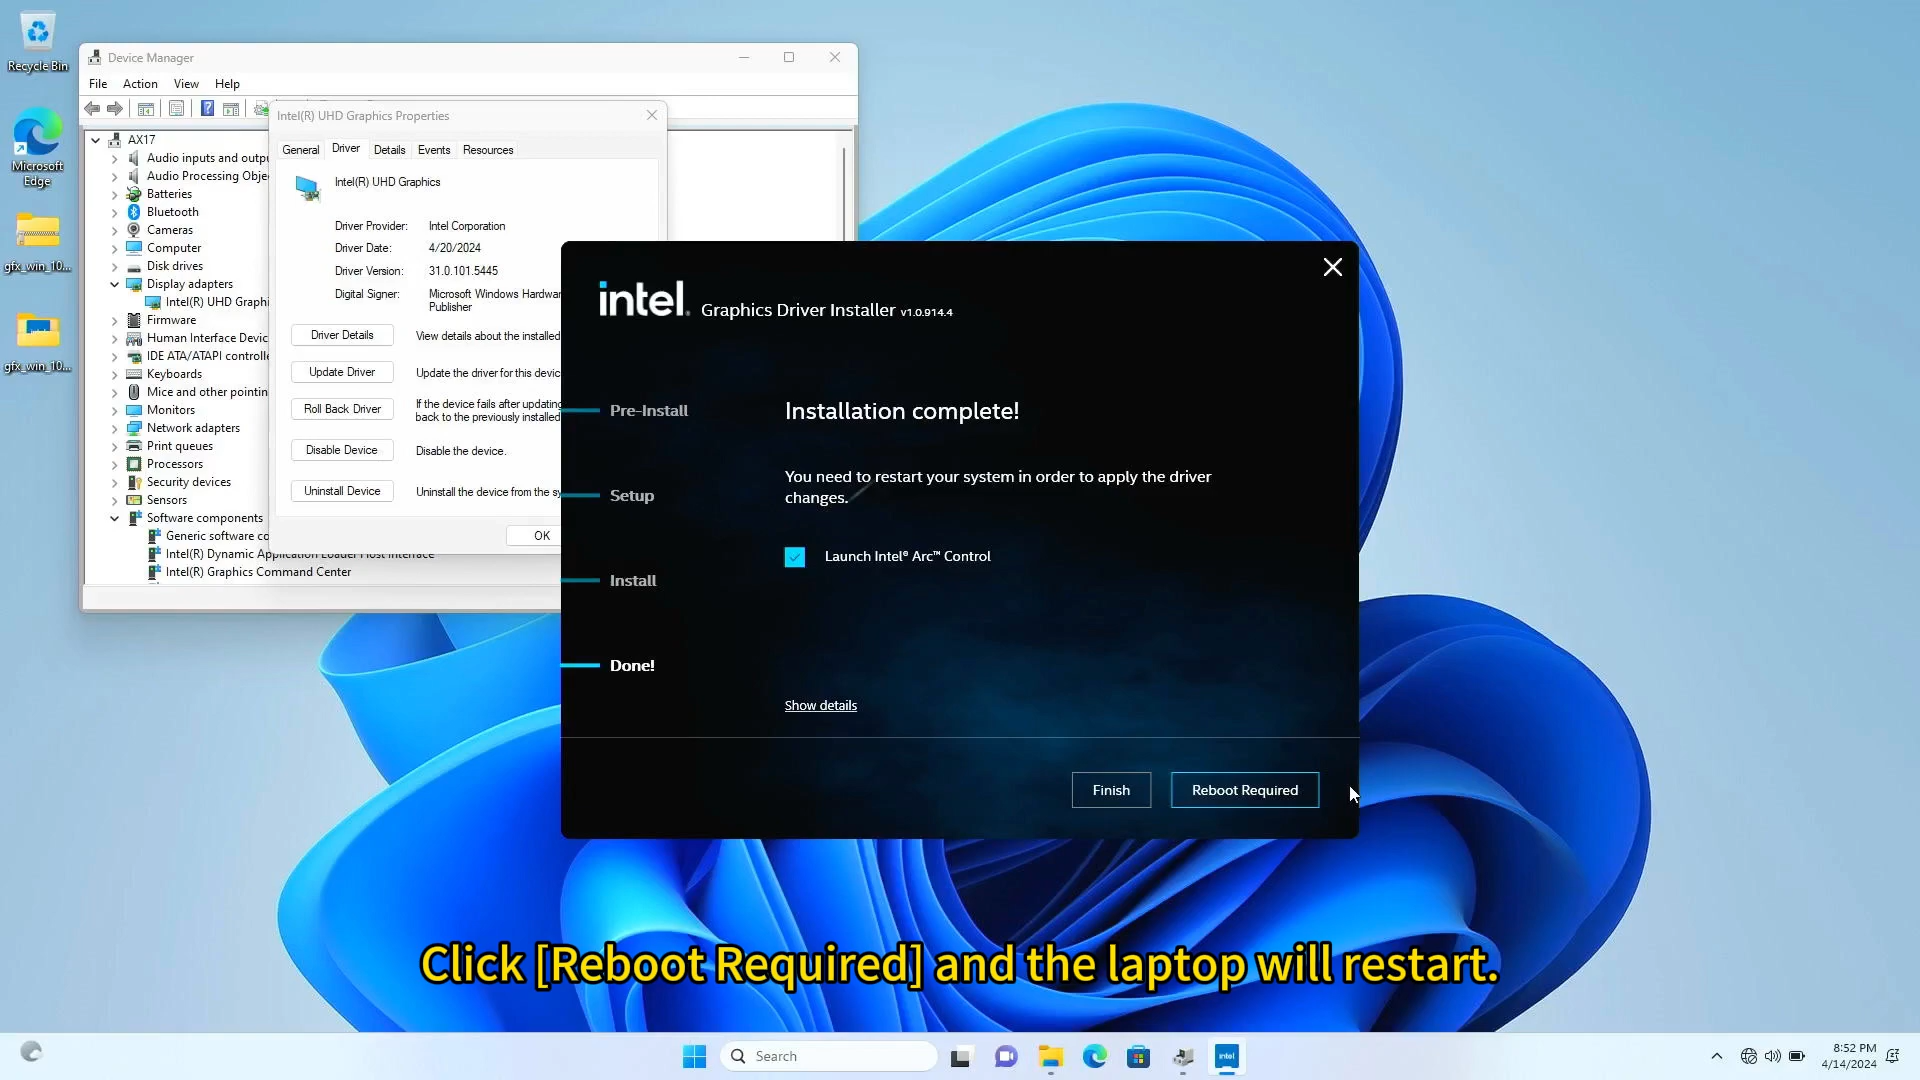 Recycle Bin
Microsoft
Edge
gfx_win_10...
gfx_win_10...
Device Manager
File Action View Help
AX17
Audio inputs and outpu
Audio Processing Obje
Batteries
Bluetooth
Cameras
Computer
Disk drives
Display adapters
Intel(R) UHD Graphi
Firmware
Human Interface Devic
IDE ATA/ATAPI controlle
Keyboards
Mice and other pointin
Monitors
Network adapters
Print queues
Processors
Security devices
Sensors
Software components
Generic software co
Intel(R) Dynamic Application Loader Host Interface
Intel(R) Graphics Command Center
Intel(R) UHD Graphics Properties
General Driver Details Events Resources
Intel(R) UHD Graphics
Driver Provider: Intel Corporation
Driver Date: 4/20/2024
Driver Version: 31.0.101.5445
Digital Signer: Microsoft Windows Hardwar
Publisher
Driver Details View details about the installed
Update Driver Update the driver for this devic
Roll Back Driver If the device fails after updating
back to the previously installed
Disable Device Disable the device.
Uninstall Device Uninstall the device from the sy
OK
intel. Graphics Driver Installer v1.0.914.4
Pre-Install
Setup
Install
Done!
Installation complete!
You need to restart your system in order to apply the driver
changes.
Launch Intel® Arc™ Control
Show details
Finish Reboot Required
Click [Reboot Required] and the laptop will restart.
Search
intel
8:52 PM
4/14/2024